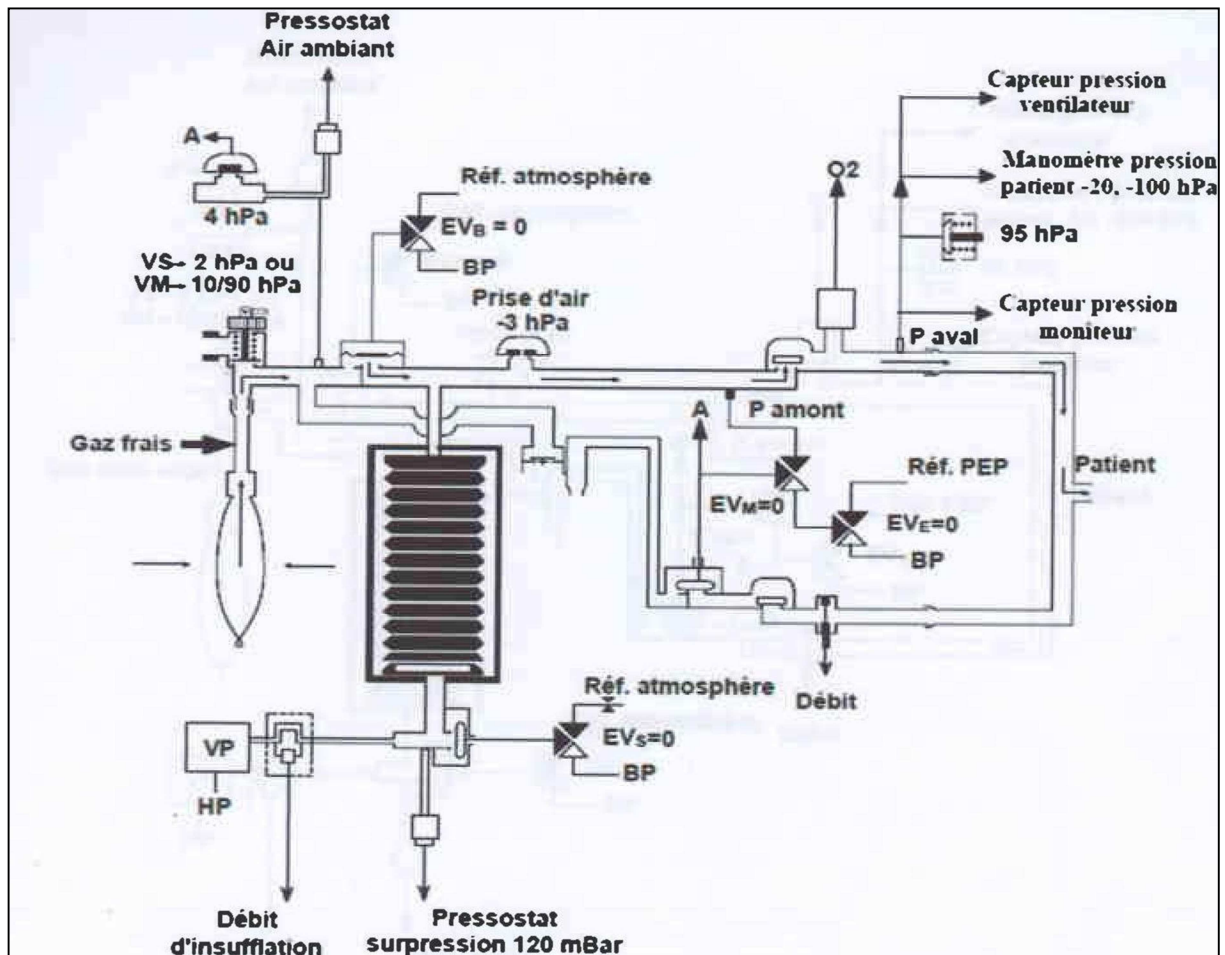 Pressostat
Air ambiant
A
4 hPa
VS- 2 hPa ou
VM- 10/90 hPa
Réf. atmosphère
EVB = 0
BP
Prise d'air
-3 hPa
O2
Capteur pression
ventilateur
Manomètre pression
patient -20, -100 hPa
95 hPa
Capteur pression
moniteur
P aval
Gaz frais
A
P amont
EVM=0
Réf. PEP
EVE=0
BP
Patient
Débit
Réf. atmosphère
EVS=0
BP
VP
HP
Débit
d'insufflation
Pressostat
surpression 120 mBar